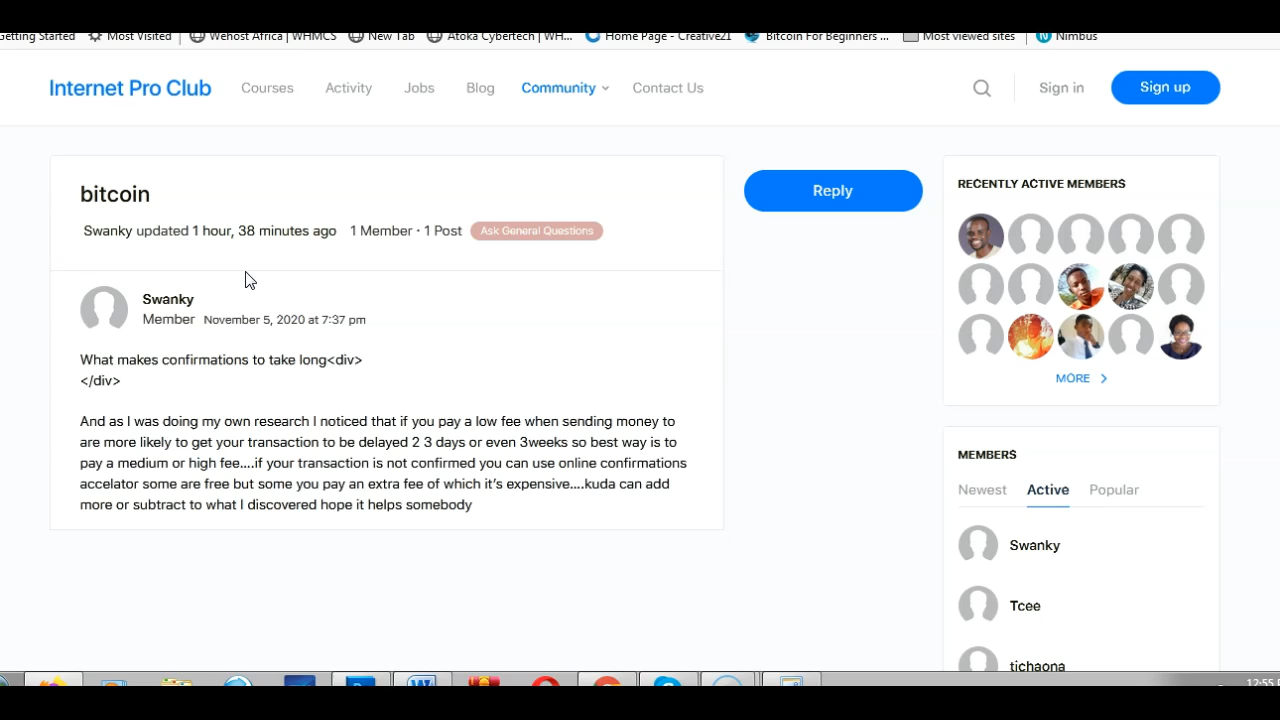 Getting Started Most Visited Wehost Africa | WHMCS New Tab Atoka Cybertech | WH... Home Page - Creative21 Bitcoin For Beginners ... Most viewed sites Nimbus
Internet Pro Club Courses Activity Jobs Blog Community Contact Us Sign in Sign up
bitcoin
Swanky updated 1 hour, 38 minutes ago 1 Member · 1 Post Ask General Questions
Swanky
Member November 5, 2020 at 7:37 pm
What makes confirmations to take long<div>
</div>
And as I was doing my own research I noticed that if you pay a low fee when sending money to
are more likely to get your transaction to be delayed 2 3 days or even 3weeks so best way is to
pay a medium or high fee....if your transaction is not confirmed you can use online confirmations
accelator some are free but some you pay an extra fee of which it's expensive....kuda can add
more or subtract to what I discovered hope it helps somebody
Reply
RECENTLY ACTIVE MEMBERS
MORE
MEMBERS
Newest Active Popular
Swanky
Tcee
tichaona
12:55